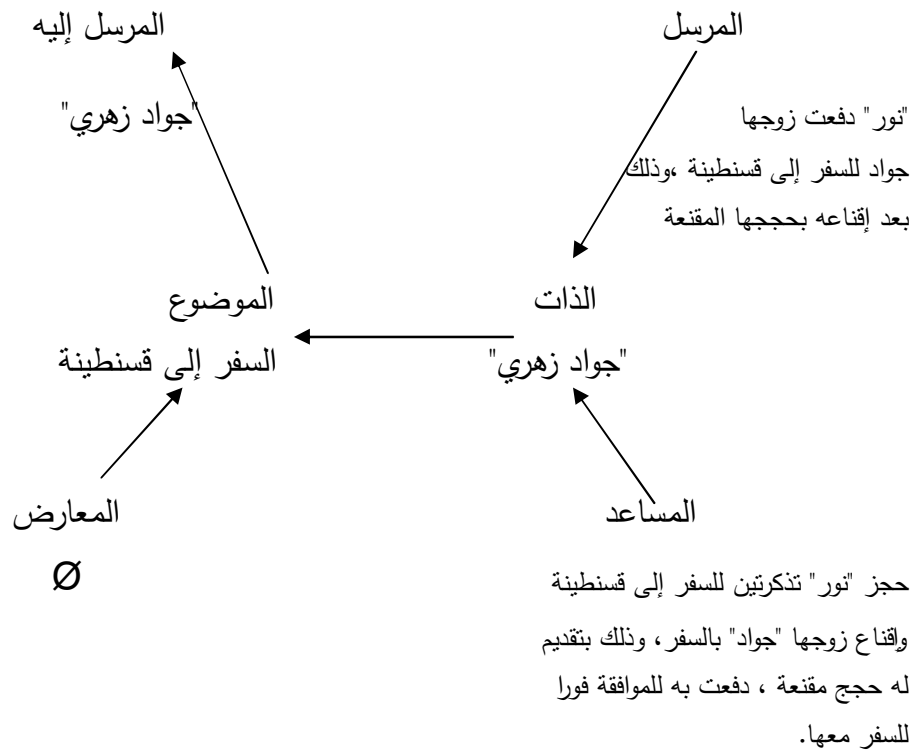 المرسل
المرسل إليه
"نور" دفعت زوجها
جواد للسفر إلى قسنطينة ،وذلك
بعد إقناعه بحججها المقنعة
"جواد زهري"
الذات
الموضوع
"جواد زهري"
السفر إلى قسنطينة
المساعد
المعارض
حجز "نور" تذكرتين للسفر إلى قسنطينة
وإقناع زوجها "جواد" بالسفر، وذلك بتقديم
له حجج مقنعة ، دفعت به للموافقة فورا
للسفر معها.
Ø